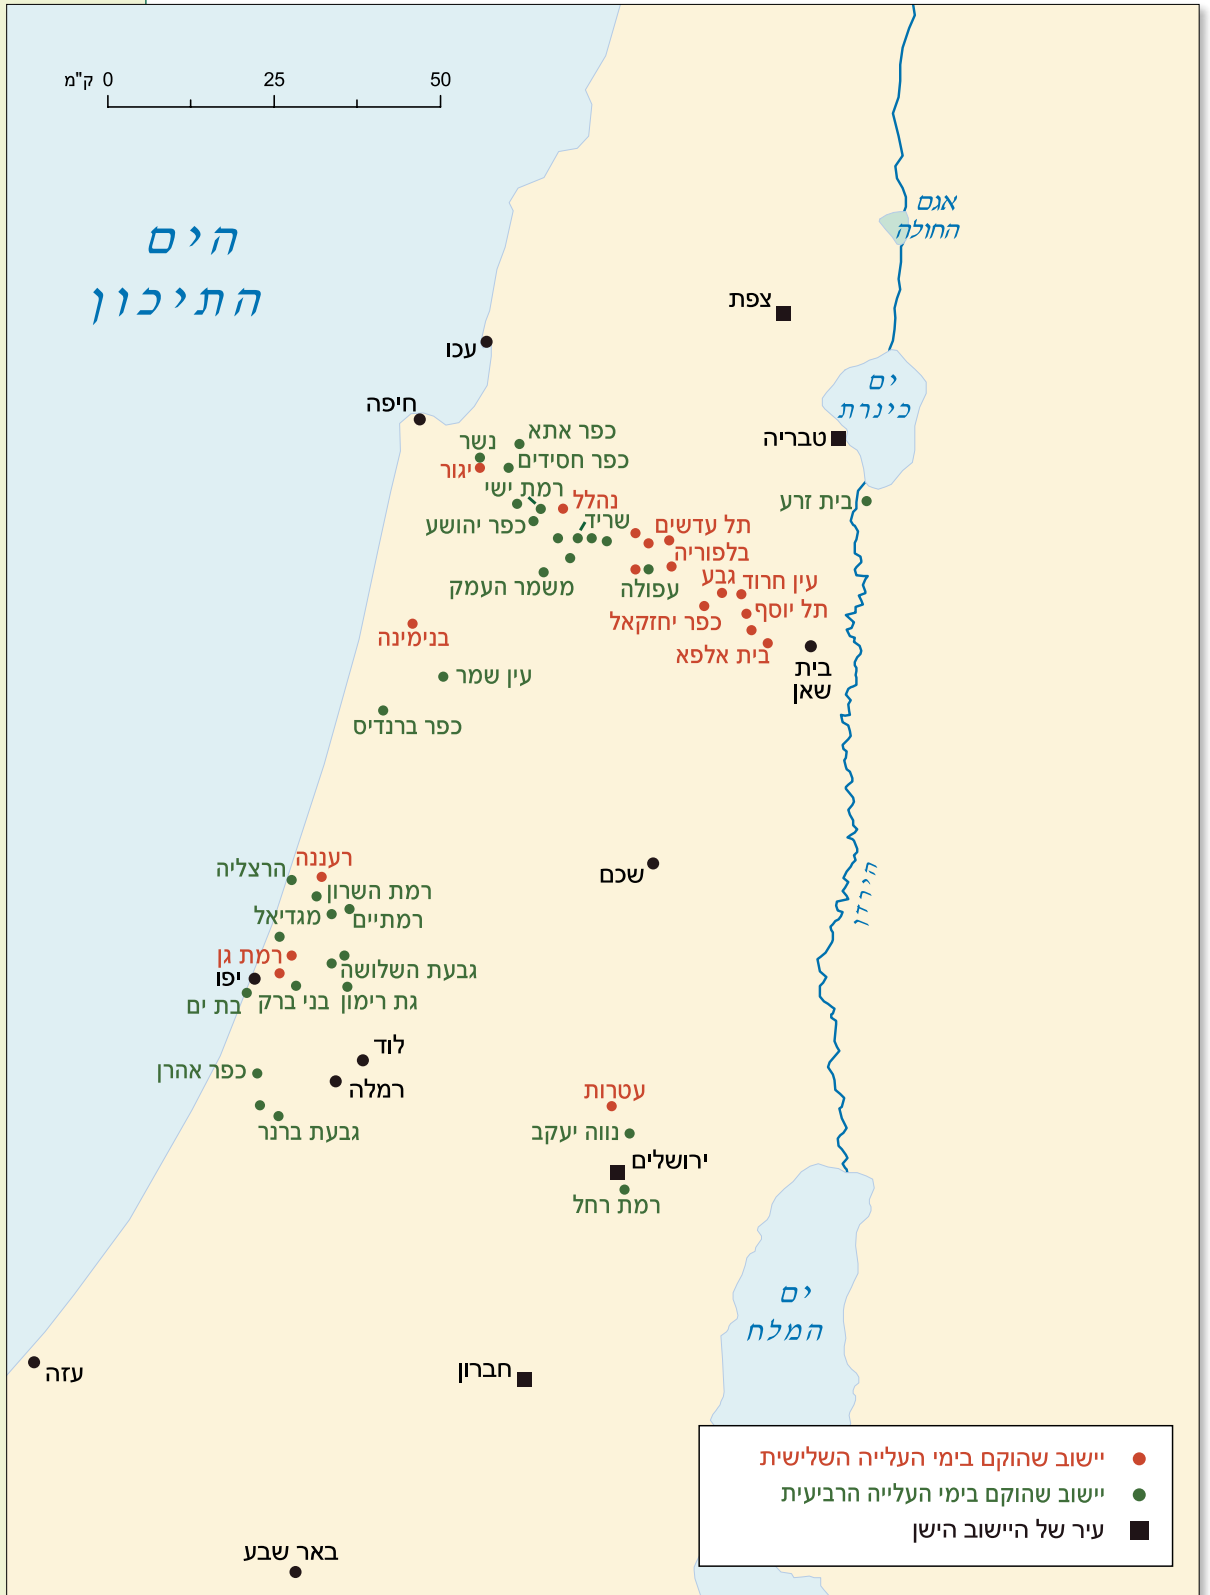 ק"מ 0 25 50
הים
התיכון
אגם
החולה
צפת
עכו
ים
כינרת
חיפה
טבריה
כפר אתא
נשר
כפר חסידים
יגור
רמת ישי
נהלל
בית זרע
שריד
כפר יהושע
תל עדשים
בלפוריה
משמר העמק
עפולה
גבע
עין חרוד
תל יוסף
כפר יחזקאל
בנימינה
בית אלפא
בית
שאן
עין שמר
כפר ברנדיס
רעננה
הרצליה
שכם
רמת השרון
מגדיאל
רמתיים
הירדן
רמת גן
גבעת השלושה
יפו
בת ים
בני ברק
גת רימון
לוד
כפר אהרן
רמלה
עטרות
גבעת ברנר
נווה יעקב
ירושלים
רמת רחל
ים
המלח
עזה
חברון
יישוב שהוקם בימי העלייה השלישית
יישוב שהוקם בימי העלייה הרביעית
עיר של היישוב הישן
באר שבע